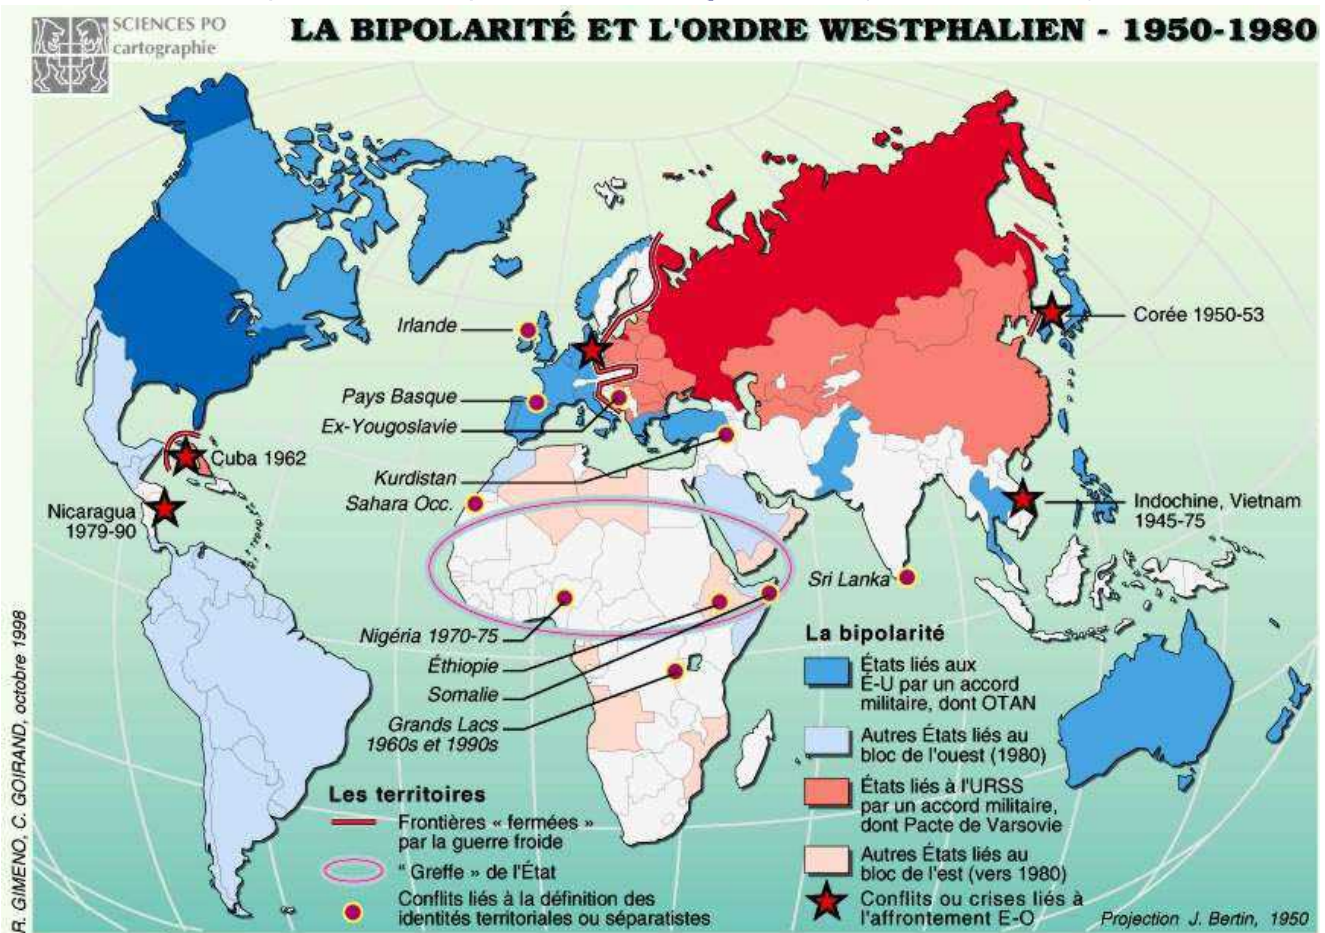 SCIENCES PO
cartographie
LA BIPOLARITÉ ET L'ORDRE WESTPHALIEN - 1950-1980
Irlande
Pays Basque
Ex-Yougoslavie
Kurdistan
Sahara Occ.
Cuba 1962
Nicaragua
1979-90
Corée 1950-53
Indochine, Vietnam
1945-75
Sri Lanka
Nigéria 1970-75
Éthiopie
Somalie
Grands Lacs
1960s et 1990s
Les territoires
Frontières « fermées »
par la guerre froide
" Greffe » de l'État
Conflits liés à la définition des
identités territoriales ou séparatistes
La bipolarité
États liés aux
É-U par un accord
militaire, dont OTAN
Autres États liés au
bloc de l'ouest (1980)
États liés à l'URSS
par un accord militaire,
dont Pacte de Varsovie
Autres États liés au
bloc de l'est (vers 1980)
Conflits ou crises liés à
l'affrontement E-O
Projection J. Bertin, 1950
R. GIMENO, C. GOIRAND, octobre 1998